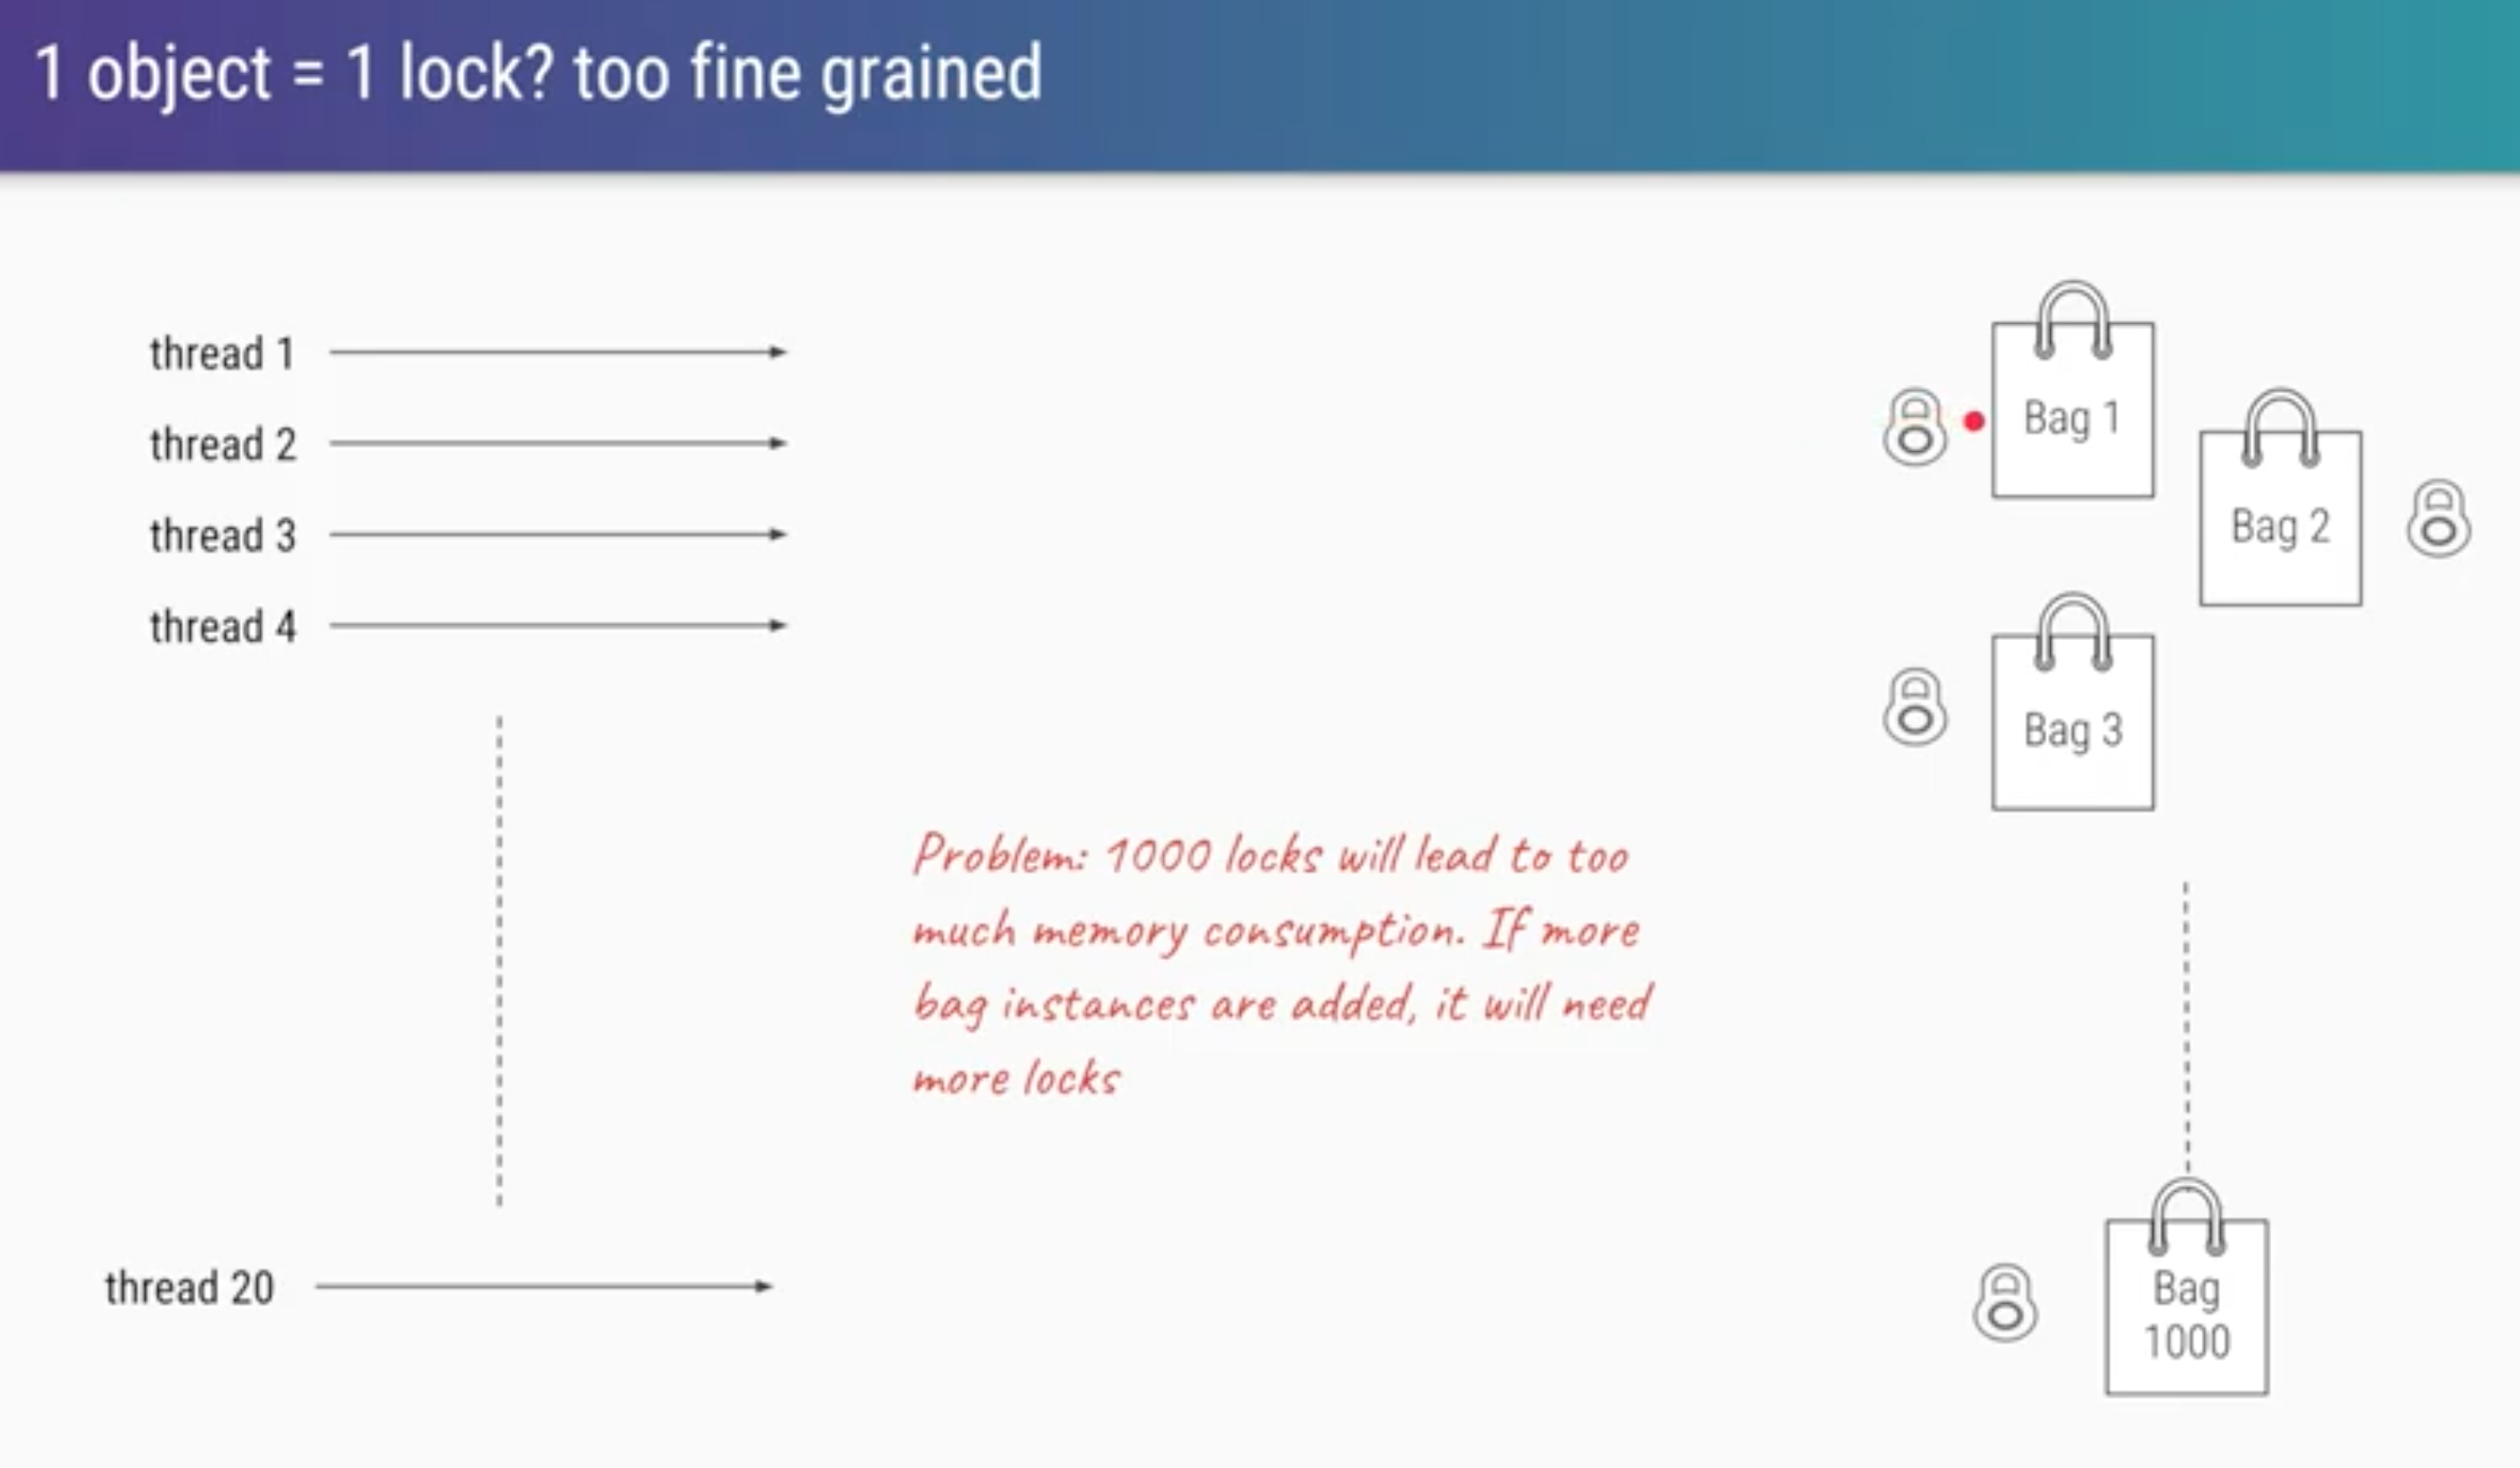 1 object = 1 lock? too fine grained
thread 1
thread 2
thread 3
thread 4
thread 20
Problem: 1000 locks will lead to too
much memory consumption. If more
bag instances are added, it will need
more locks
Bag 1
Bag 2
Bag 3
Bag
1000